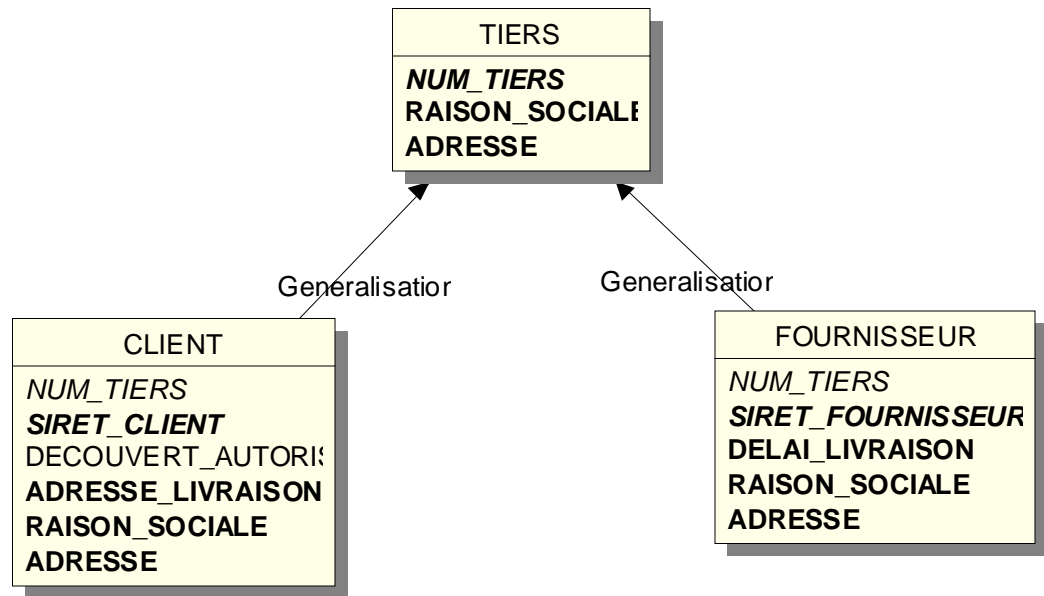 TIERS
NUM_TIERS
RAISON_SOCIALE
ADRESSE
Generalisation
Generalisation
CLIENT
NUM_TIERS
SIRET_CLIENT
DECOUVERT_AUTORIS
ADRESSE_LIVRAISON
RAISON_SOCIALE
ADRESSE
FOURNISSEUR
NUM_TIERS
SIRET_FOURNISSEUR
DELAI_LIVRAISON
RAISON_SOCIALE
ADRESSE